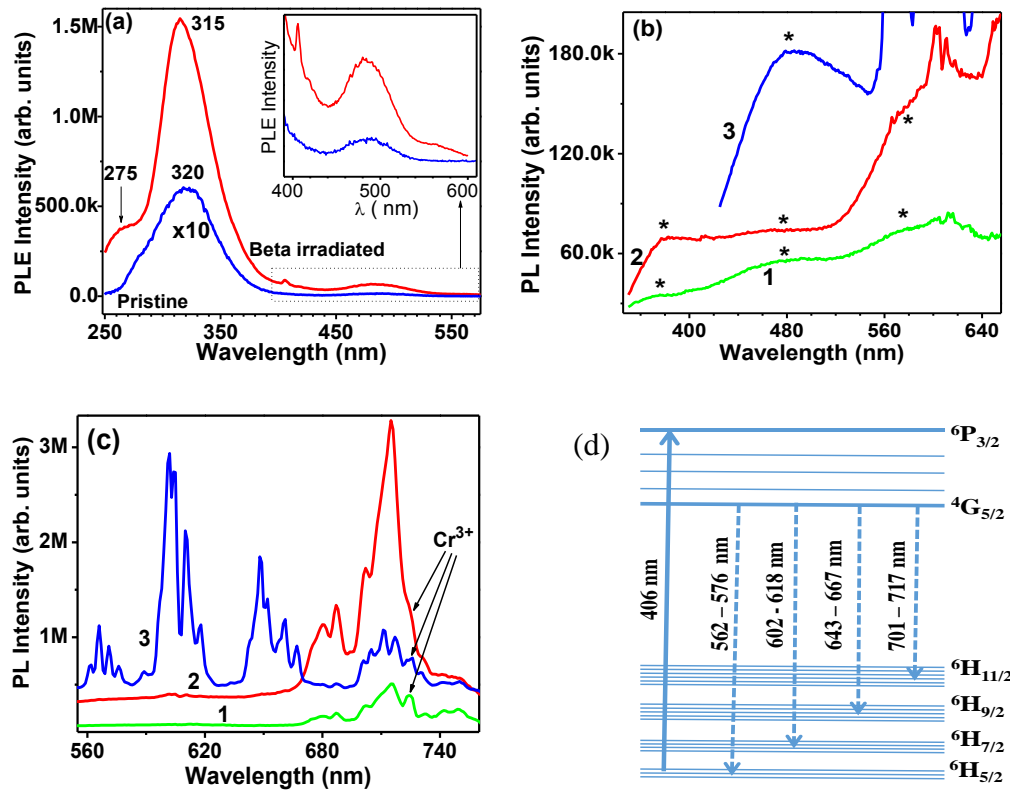 (a)
1.5M
1.0M
500.0k
0.0
PLE Intensity (arb. units)
315
275
320
x10
Beta irradiated
Pristine
250
350
450
550
Wavelength (nm)
PLE Intensity
400
500
600
λ ( nm)
(b)
180.0k
120.0k
60.0k
PL Intensity (arb. units)
*
*
*
*
*
*
*
3
2
1
400
480
560
640
Wavelength (nm)
(c)
3M
2M
1M
PL Intensity (arb. units)
Cr3+
3
2
1
560
620
680
740
Wavelength (nm)
(d)
6P3/2
4G5/2
406 nm
562 – 576 nm
602 - 618 nm
643 – 667 nm
701 – 717 nm
6H11/2
6H9/2
6H7/2
6H5/2